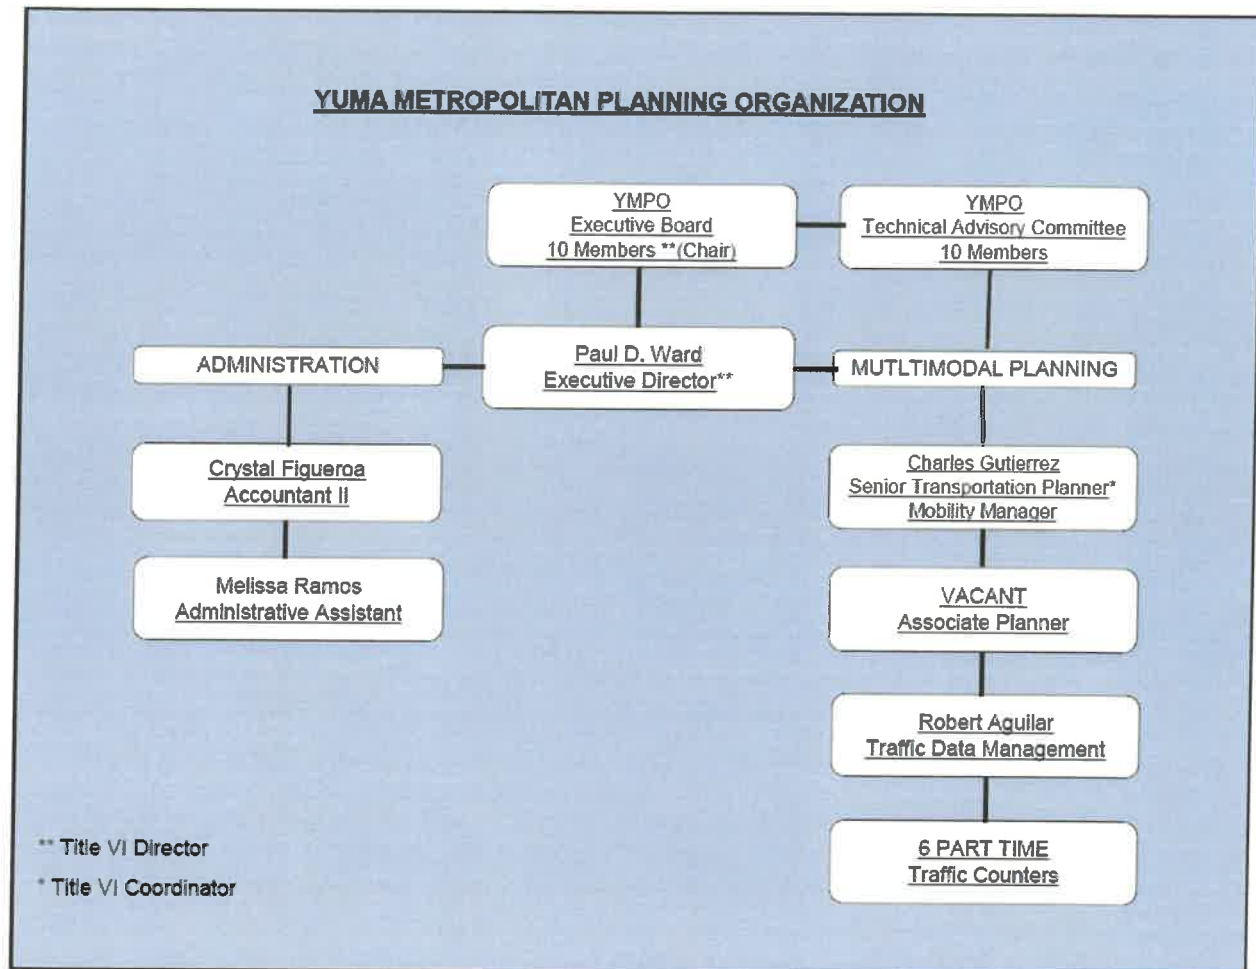 YUMA METROPOLITAN PLANNING ORGANIZATION
YMPO
Executive Board
10 Members **(Chair)
YMPO
Technical Advisory Committee
10 Members
ADMINISTRATION
Paul D. Ward
Executive Director**
MUTLTIMODAL PLANNING
Crystal Figueroa
Accountant II
Charles Gutierrez
Senior Transportation Planner*
Mobility Manager
Melissa Ramos
Administrative Assistant
VACANT
Associate Planner
Robert Aguilar
Traffic Data Management
6 PART TIME
Traffic Counters
** Title VI Director
* Title VI Coordinator